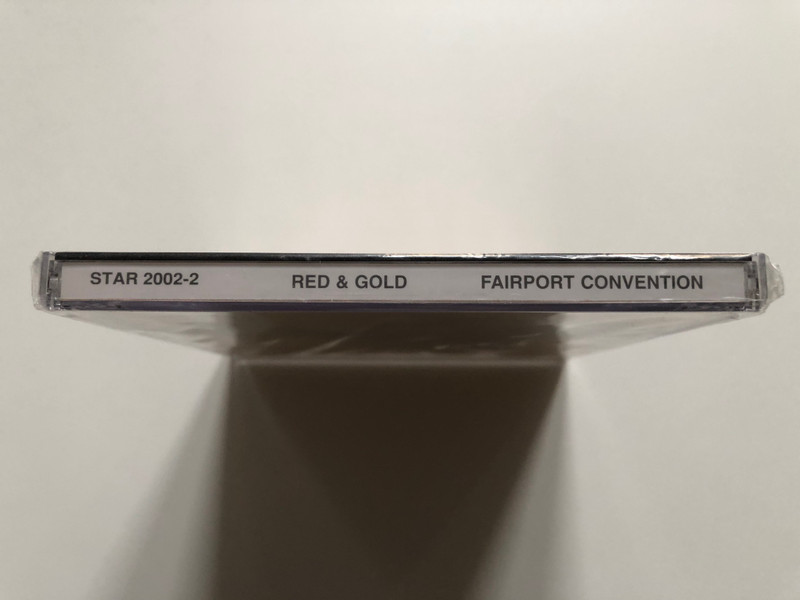 STAR 2002-2 RED & GOLD FAIRPORT CONVENTION